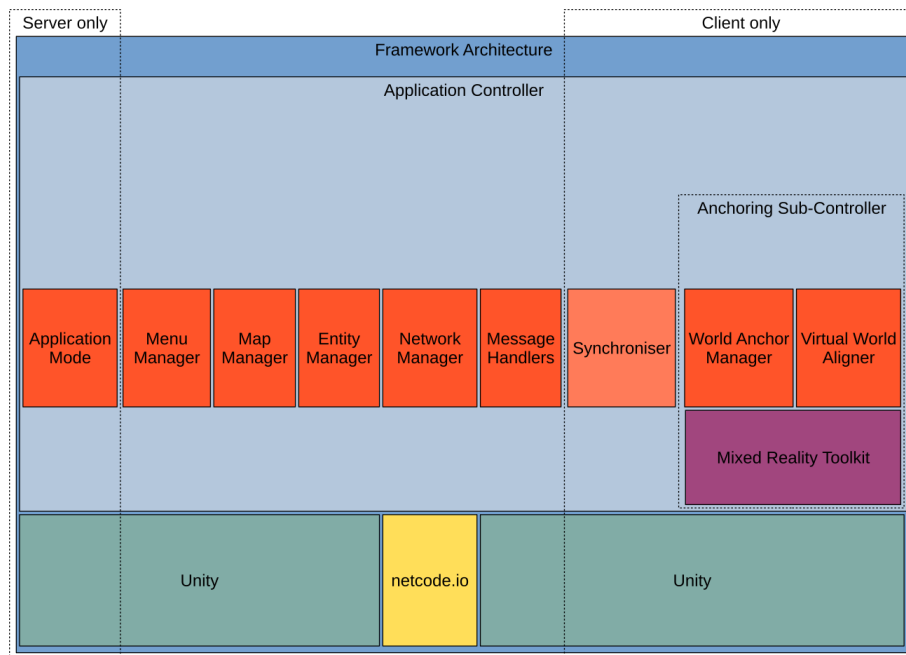 Server only
Client only
Framework Architecture
Application Controller
Anchoring Sub-Controller
Application
Mode
Menu
Manager
Map
Manager
Entity
Manager
Network
Manager
Message
Handlers
Synchroniser
World Anchor
Manager
Virtual World
Aligner
Mixed Reality Toolkit
Unity
netcode.io
Unity